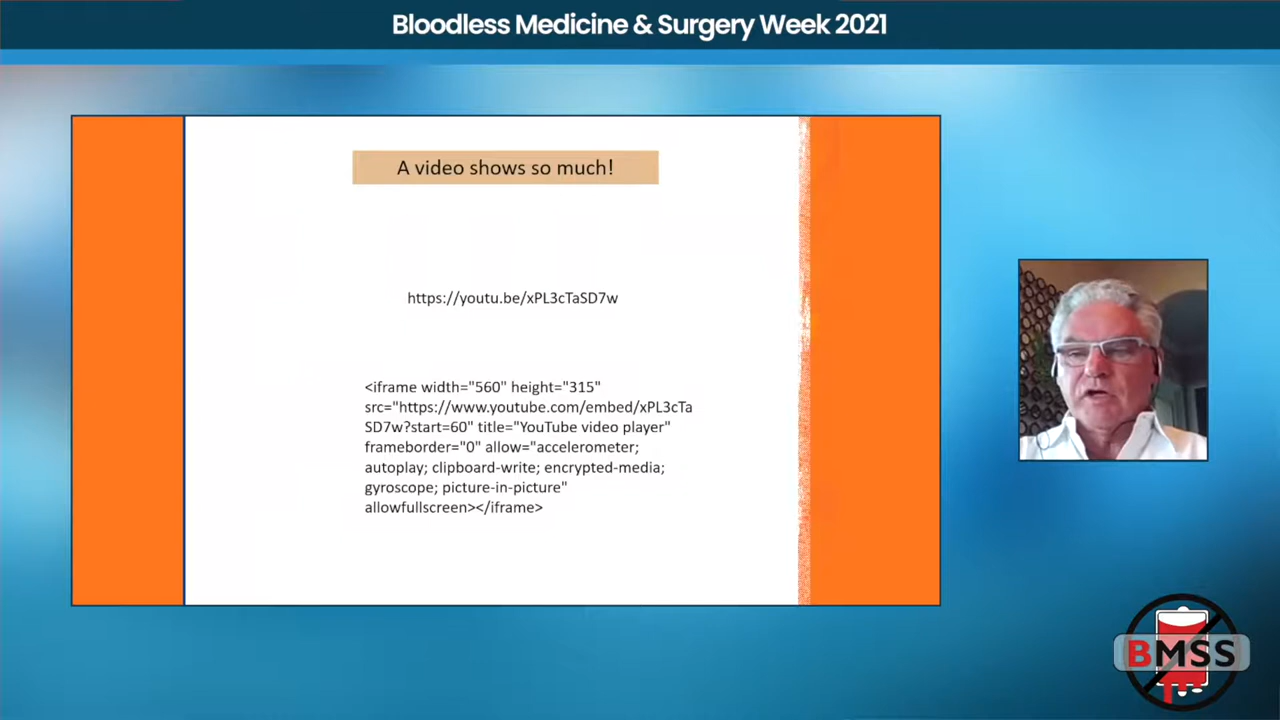 Bloodless Medicine & Surgery Week 2021
A video shows so much!
https://youtu.be/xPL3cTaSD7w
<iframe width="560" height="315"
src="https://www.youtube.com/embed/xPL3cTa
SD7w?start=60" title="YouTube video player"
frameborder="0" allow="accelerometer;
autoplay; clipboard-write; encrypted-media;
gyroscope; picture-in-picture"
allowfullscreen></iframe>
BMSS